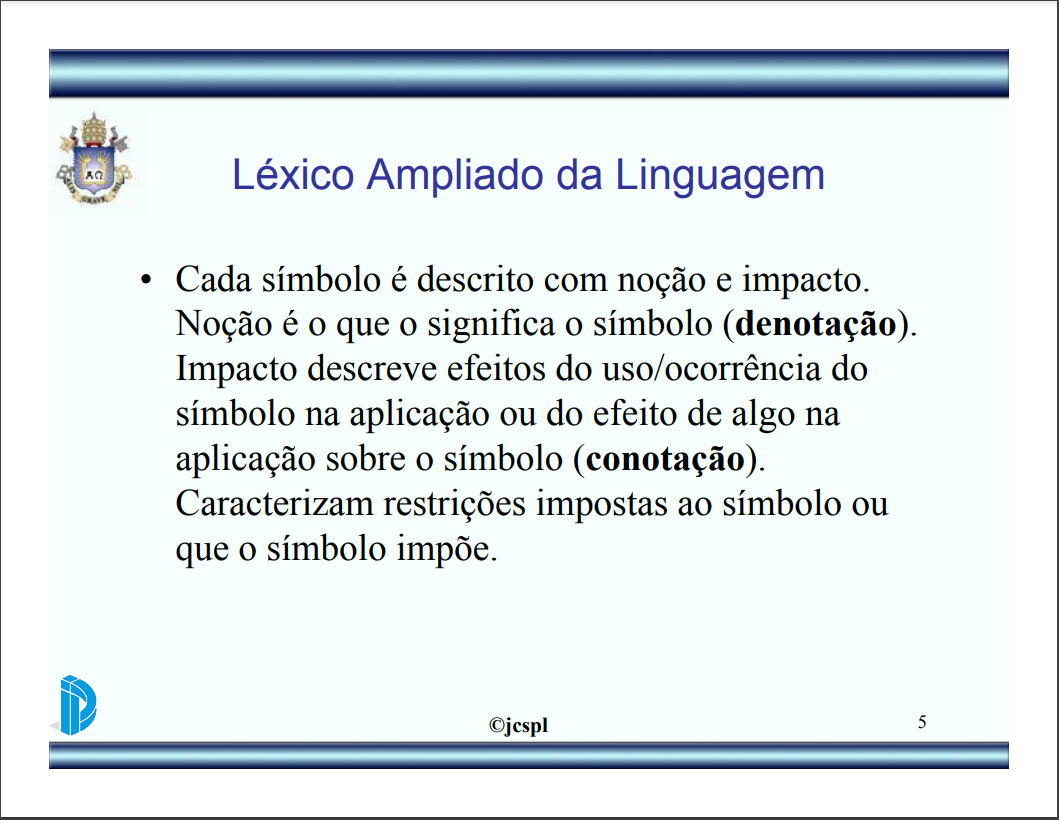 Léxico Ampliado da Linguagem
• Cada símbolo é descrito com noção e impacto.
Noção é o que o significa o símbolo (denotação).
Impacto descreve efeitos do uso/ocorrência do
símbolo na aplicação ou do efeito de algo na
aplicação sobre o símbolo (conotação).
Caracterizam restrições impostas ao símbolo ou
que o símbolo impõe.
©jcspl
5